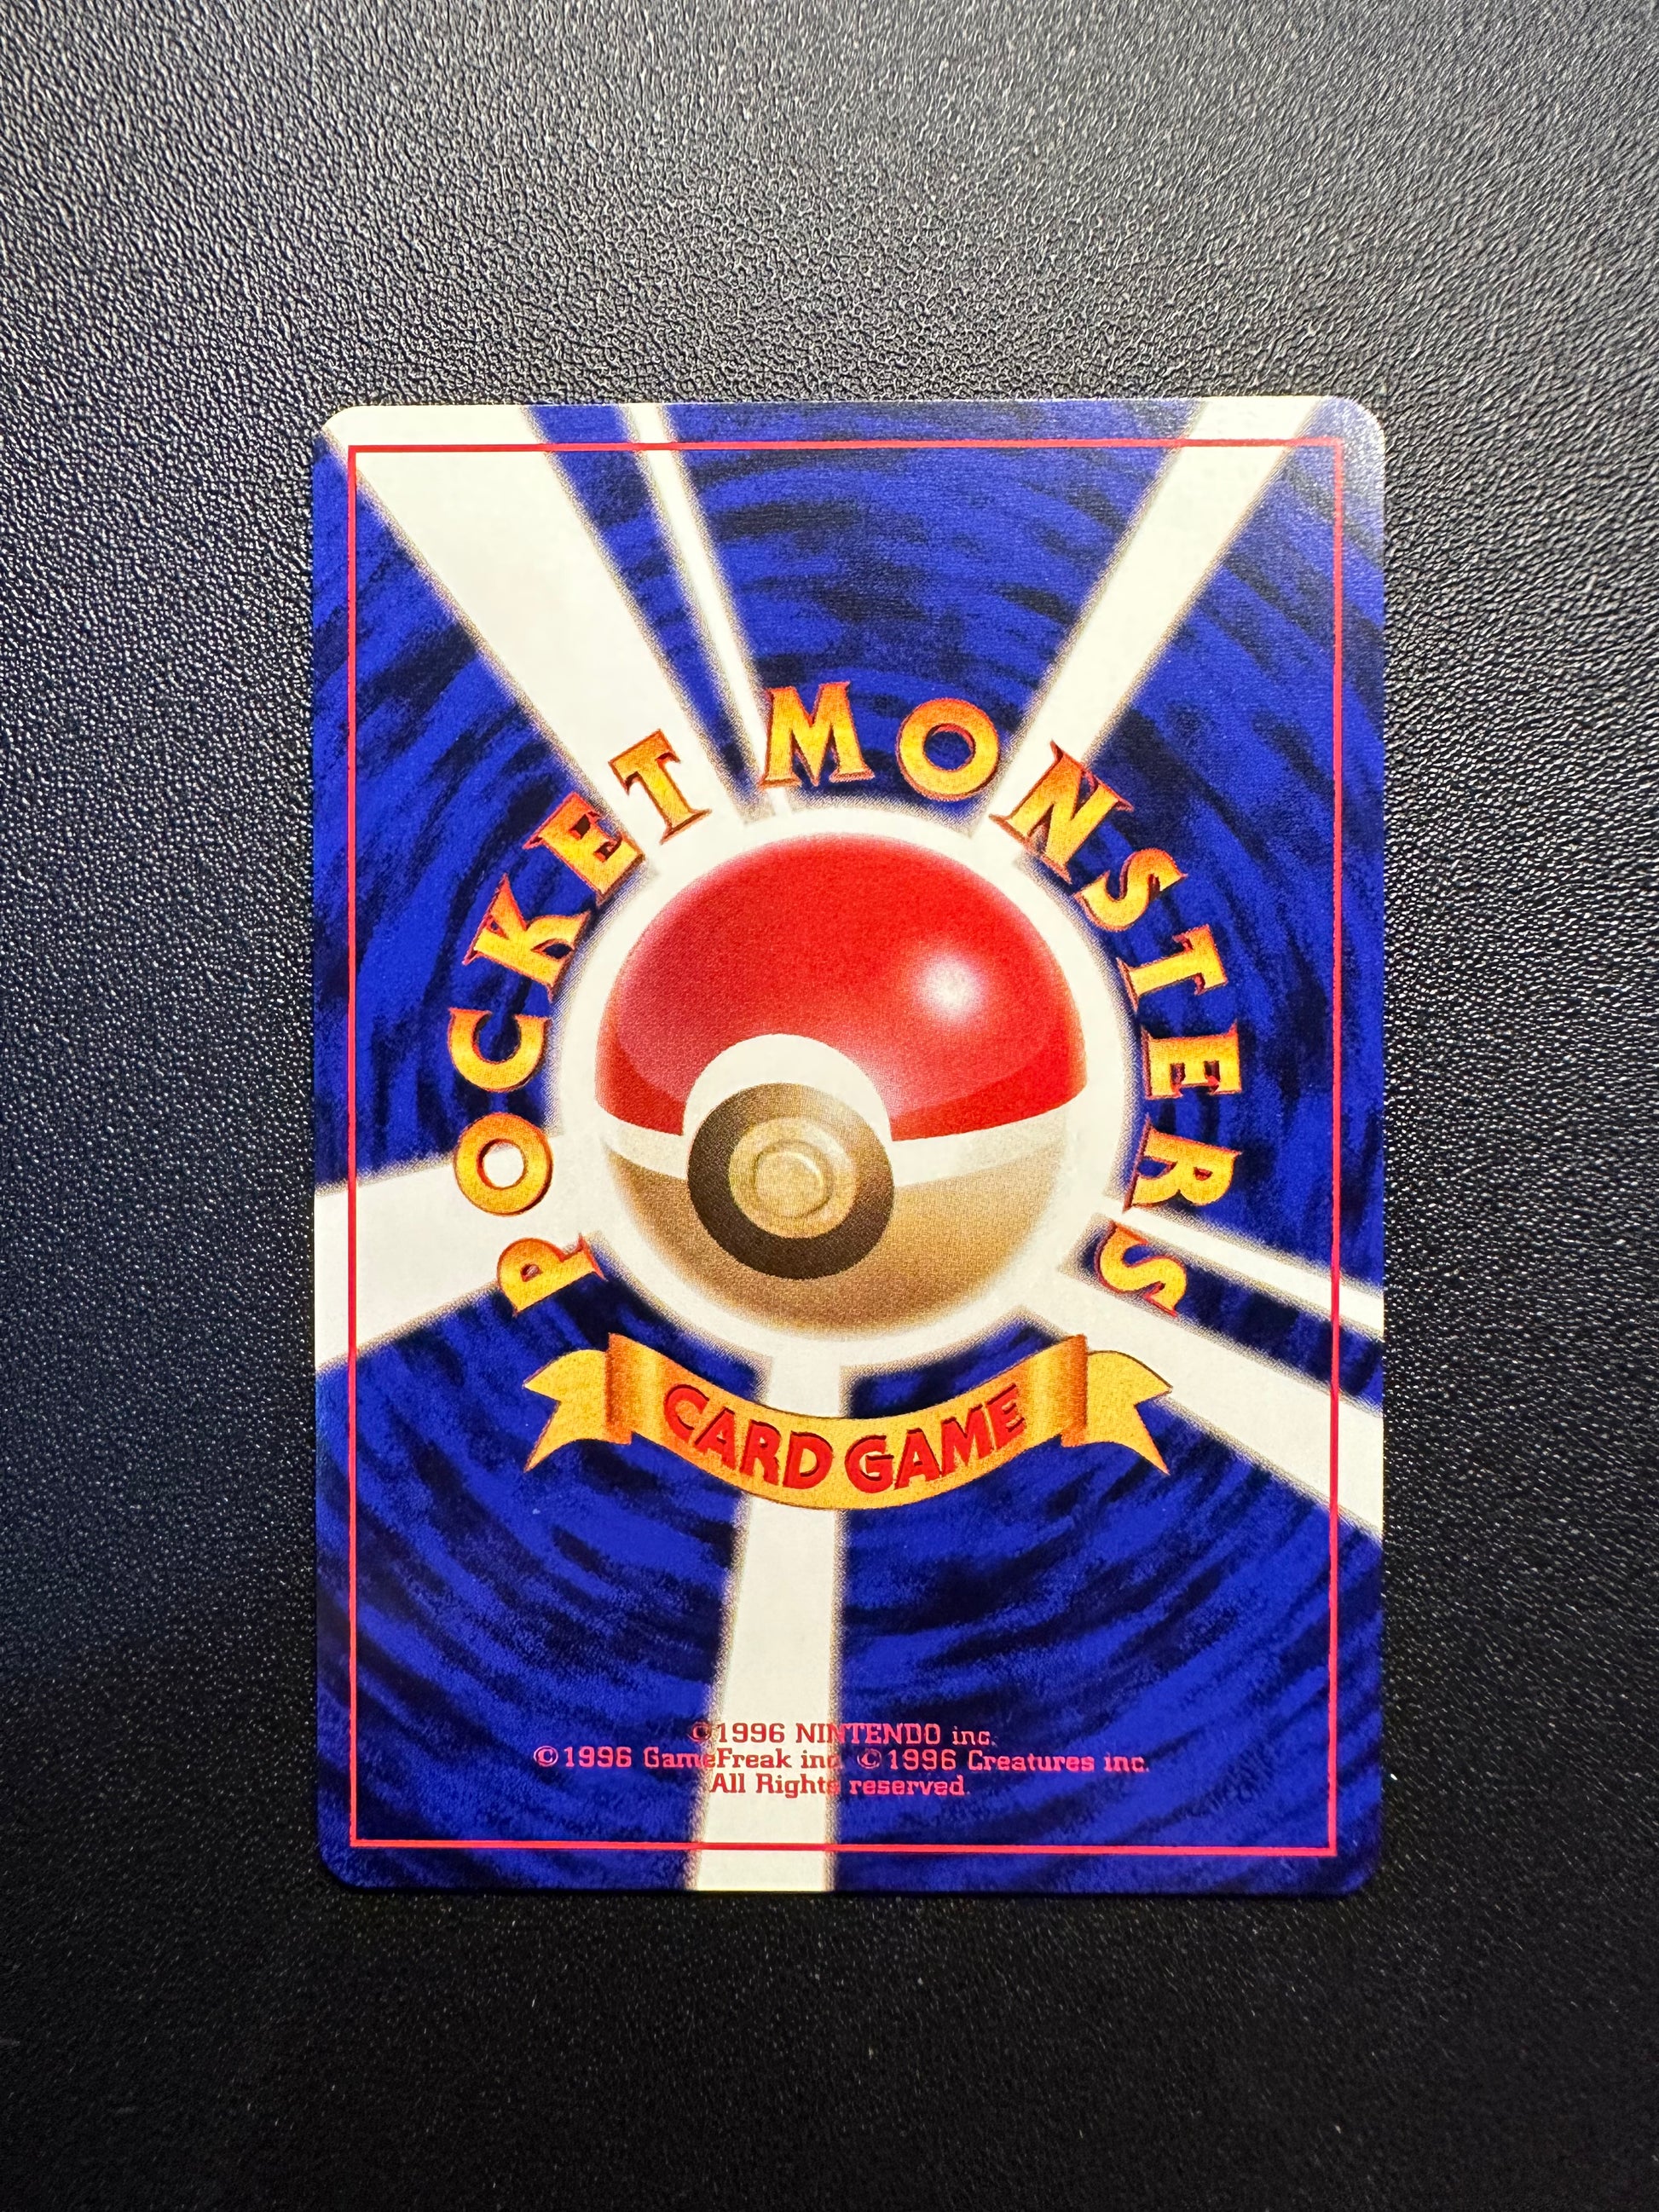 POCKET MONSTERS
CARD GAME
©1996 NINTENDO inc.
©1996 GameFreak inc. ©1996 Creatures inc.
All Rights reserved.